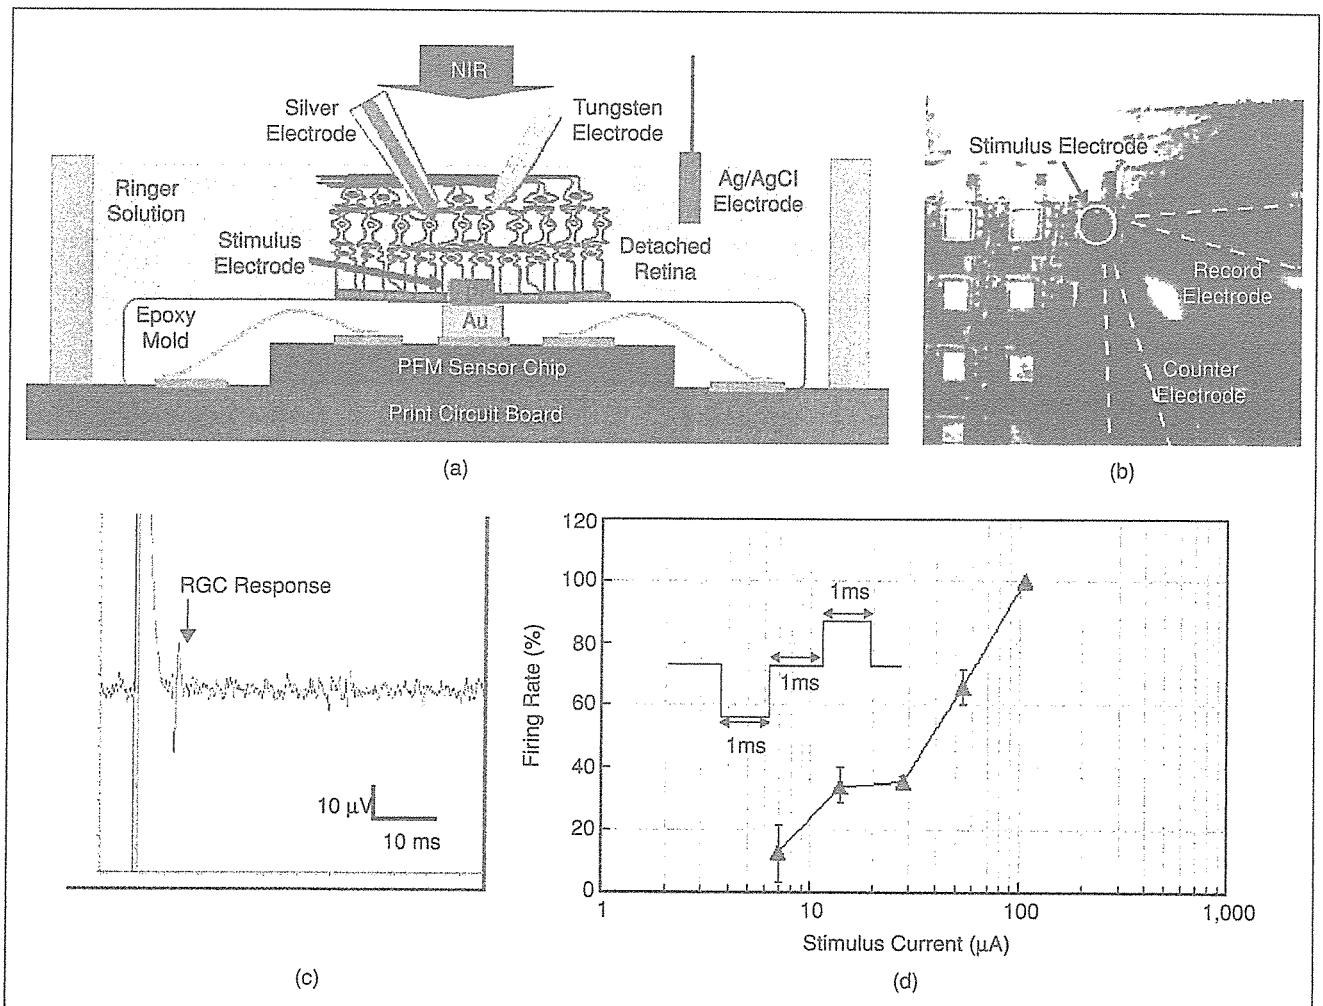 NIR
Silver
Electrode
Tungsten
Electrode
Ringer
Solution
Ag/AgCl
Electrode
Stimulus
Electrode
Detached
Retina
Epoxy
Mold
Au
PFM Sensor Chip
Print Circuit Board
(a)
Stimulus Electrode
Record
Electrode
Counter
Electrode
(b)
RGC Response
10 μV
10 ms
(c)
120
100
80
60
40
20
0
Firing Rate (%)
1ms
1ms
1ms
1
10
100
1,000
Stimulus Current (μA)
(d)